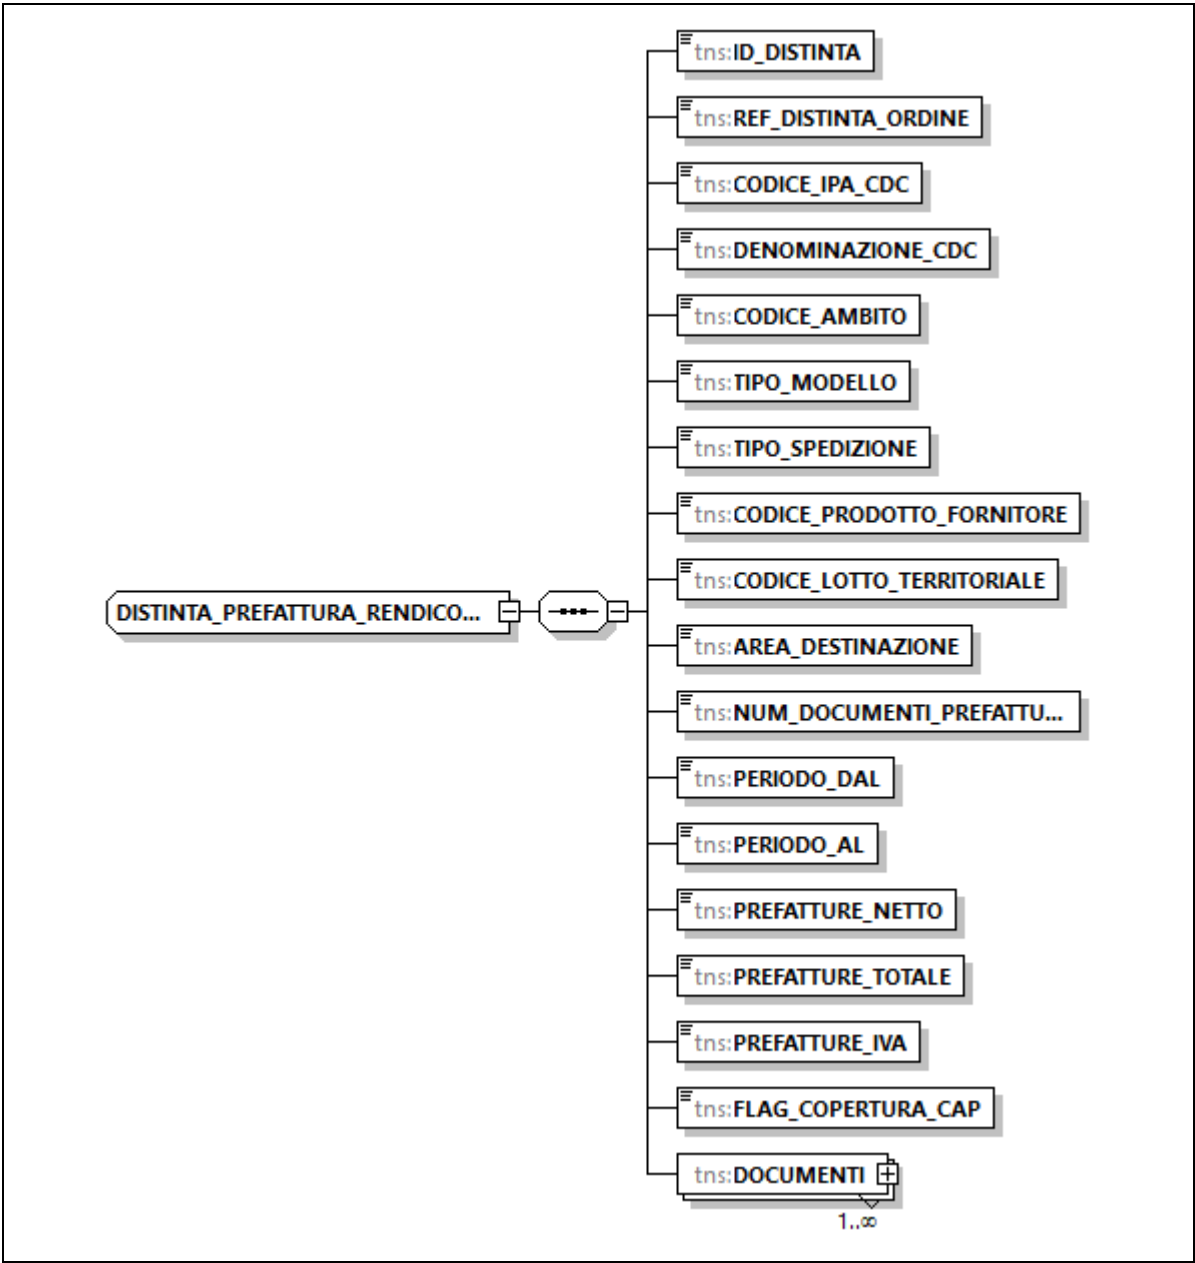 tns:ID_DISTINTA
tns:REF_DISTINTA_ORDINE
tns:CODICE_IPA_CDC
tns:DENOMINAZIONE_CDC
tns:CODICE_AMBITO
tns:TIPO_MODELLO
tns:TIPO_SPEDIZIONE
tns:CODICE_PRODOTTO_FORNITORE
tns:CODICE_LOTTO_TERRITORIALE
DISTINTA_PREFATTURA_RENDICO...
tns:AREA_DESTINAZIONE
tns:NUM_DOCUMENTI_PREFATTU...
tns:PERIODO_DAL
tns:PERIODO_AL
tns:PREFATTURE_NETTO
tns:PREFATTURE_TOTALE
tns:PREFATTURE_IVA
tns:FLAG_COPERTURA_CAP
tns:DOCUMENTI
1..∞